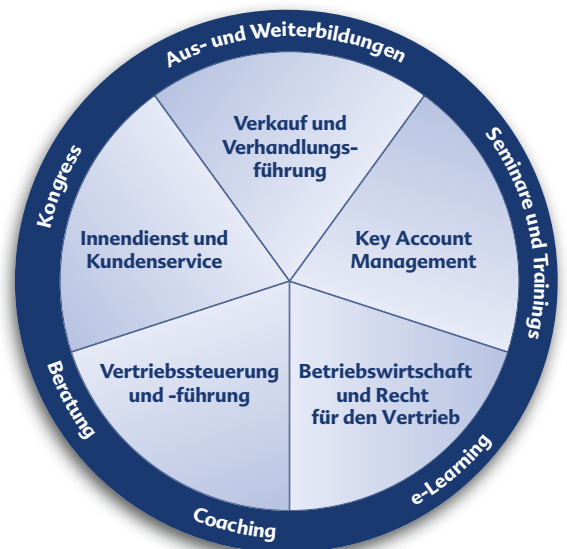 Aus- und Weiterbildungen
Seminare und Trainings
e-Learning
Coaching
Beratung
Kongress
Verkauf und
Verhandlungs-
führung
Key Account
Management
Betriebswirtschaft
und Recht
für den Vertrieb
Vertriebssteuerung
und -führung
Innendienst und
Kundenservice